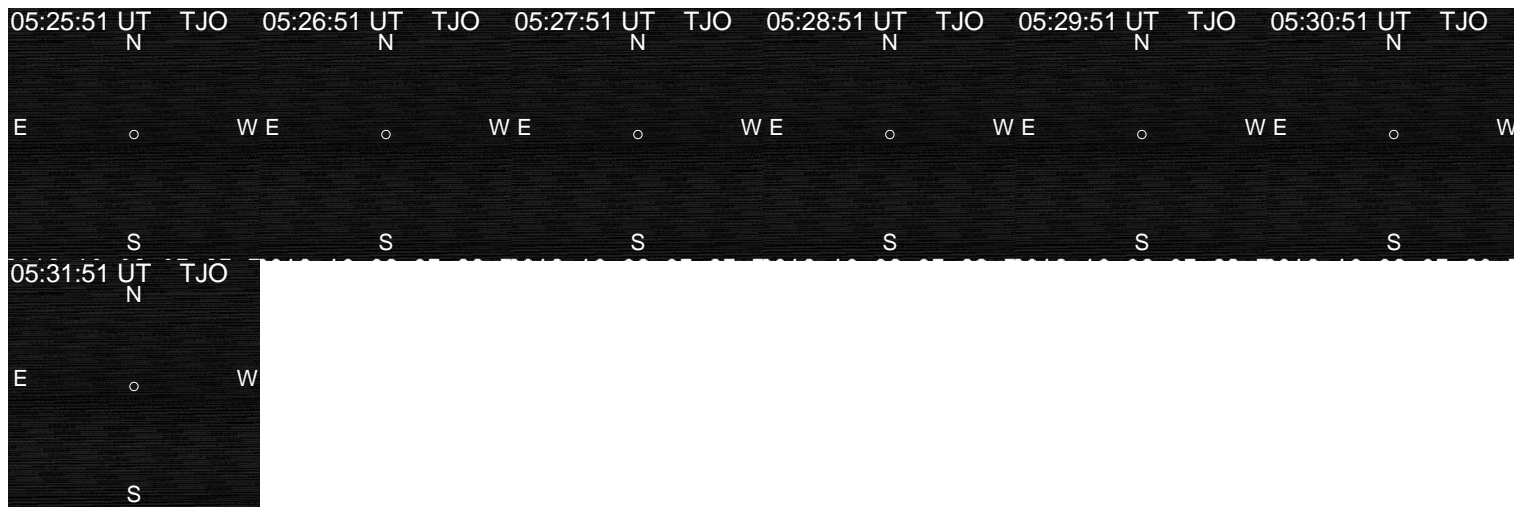 05:25:51 UT TJO
N
E W
S
05:26:51 UT TJO
N
E W
S
05:27:51 UT TJO
N
E W
S
05:28:51 UT TJO
N
E W
S
05:29:51 UT TJO
N
E W
S
05:30:51 UT TJO
N
E W
S
05:31:51 UT TJO
N
E W
S